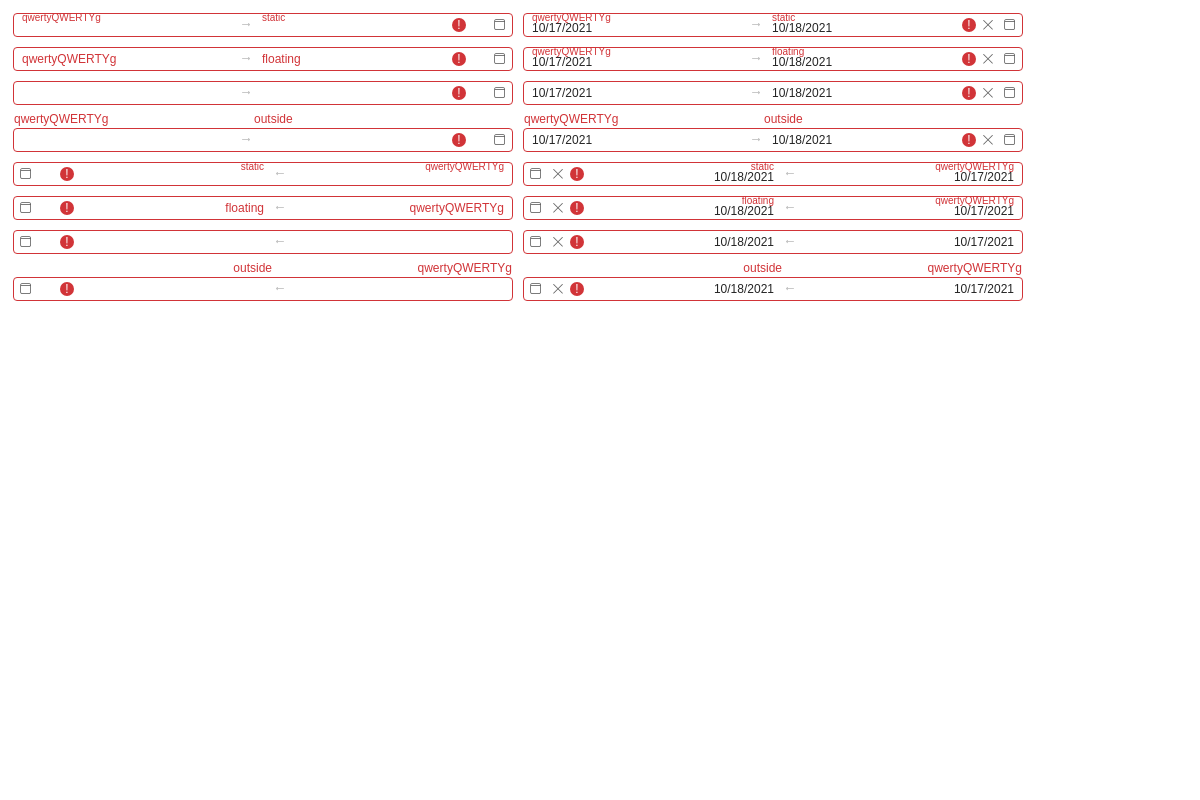 qwertyQWERTYg → static ! qwertyQWERTYg → static !
10/17/2021 10/18/2021
qwertyQWERTYg → floating ! qwertyQWERTYg → floating !
10/17/2021 10/18/2021
→ ! 10/17/2021 → 10/18/2021 !
qwertyQWERTYg outside qwertyQWERTYg outside
→ ! 10/17/2021 → 10/18/2021 !
! static ← qwertyQWERTYg ! static ← qwertyQWERTYg
10/18/2021 10/17/2021
! floating ← qwertyQWERTYg ! floating ← qwertyQWERTYg
10/18/2021 10/17/2021
! ← ! 10/18/2021 ← 10/17/2021
outside qwertyQWERTYg outside qwertyQWERTYg
! ← ! 10/18/2021 ← 10/17/2021